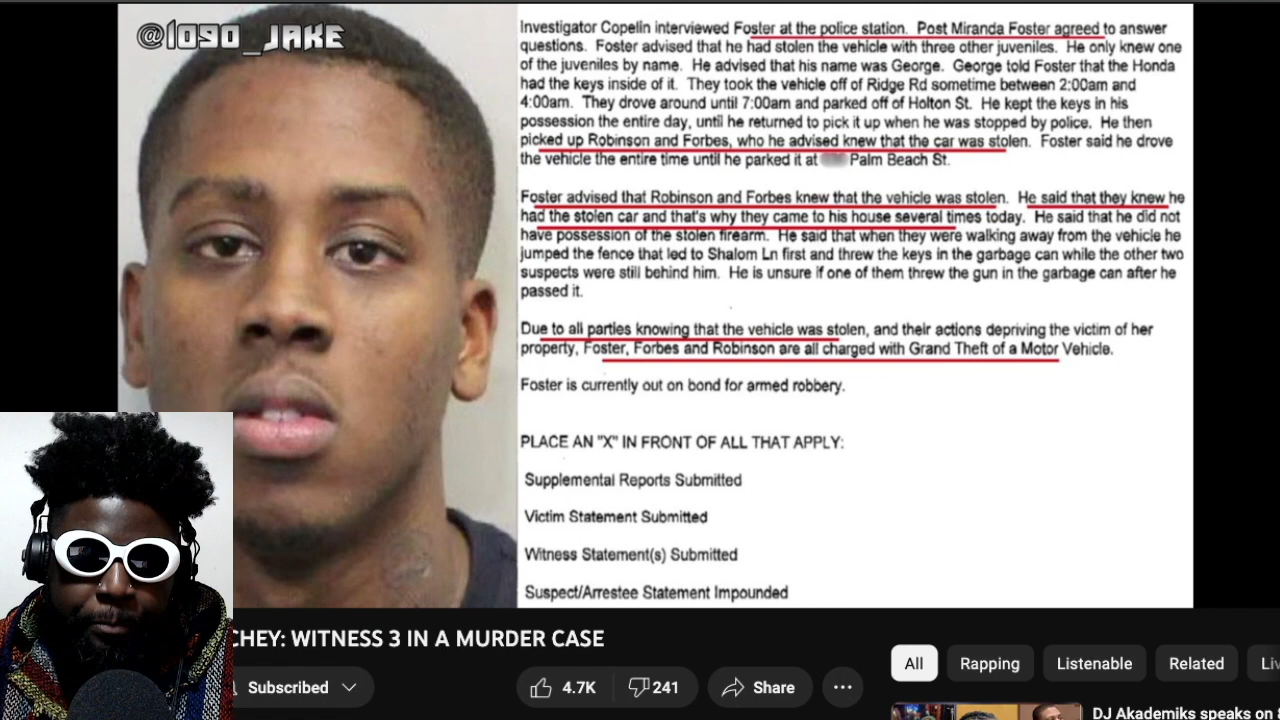 @1090_JAKE
Investigator Copelin interviewed Foster at the police station. Post Miranda Foster agreed to answer
questions. Foster advised that he had stolen the vehicle with three other juveniles. He only knew one
of the juveniles by name. He advised that his name was George. George told Foster that the Honda
had the keys inside of it. They took the vehicle off of Ridge Rd sometime between 2:00am and
4:00am. They drove around until 7:00am and parked off of Holton St. He kept the keys in his
possession the entire day, until he returned to pick it up when he was stopped by police. He then
picked up Robinson and Forbes, who he advised knew that the car was stolen. Foster said he drove
the vehicle the entire time until he parked it at Palm Beach St.
Foster advised that Robinson and Forbes knew that the vehicle was stolen. He said that they knew he
had the stolen car and that's why they came to his house several times today. He said that he did not
have possession of the stolen firearm. He said that when they were walking away from the vehicle he
jumped the fence that led to Shalom Ln first and threw the keys in the garbage can while the other two
suspects were still behind him. He is unsure if one of them threw the gun in the garbage can after he
passed it.
Due to all parties knowing that the vehicle was stolen, and their actions depriving the victim of her
property, Foster, Forbes and Robinson are all charged with Grand Theft of a Motor Vehicle.
Foster is currently out on bond for armed robbery.
PLACE AN "X" IN FRONT OF ALL THAT APPLY:
Supplemental Reports Submitted
Victim Statement Submitted
Witness Statement(s) Submitted
Suspect/Arrestee Statement Impounded
CHEY: WITNESS 3 IN A MURDER CASE
Subscribed 4.7K 241 Share ...
All Rapping Listenable Related
DJ Akademiks speaks on